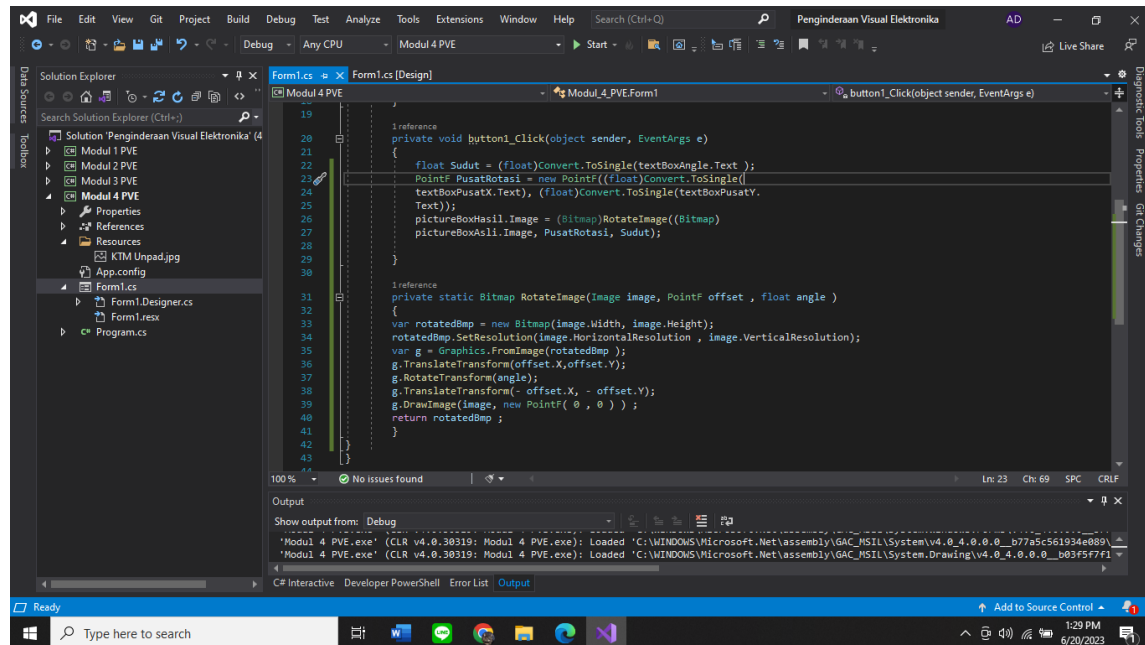 File Edit View Git Project Build Debug Test Analyze Tools Extensions Window Help Search (Ctrl+Q) Penginderaan Visual Elektronika AD
Debug Any CPU Modul 4 PVE Start Live Share
Data Sources
Toolbox
Solution Explorer
Search Solution Explorer (Ctrl+;)
Solution 'Penginderaan Visual Elektronika' (4
Modul 1 PVE
Modul 2 PVE
Modul 3 PVE
Modul 4 PVE
Properties
References
Resources
KTM Unpad.jpg
App.config
Form1.cs
Form1.Designer.cs
Form1.resx
Program.cs
Form1.cs Form1.cs [Design]
Modul 4 PVE Modul_4_PVE.Form1 button1_Click(object sender, EventArgs e)
19
1 reference
20 private void button1_Click(object sender, EventArgs e)
21 {
22 float Sudut = (float)Convert.ToSingle(textBoxAngle.Text );
23 PointF PusatRotasi = new PointF((float)Convert.ToSingle(
24 textBoxPusatX.Text), (float)Convert.ToSingle(textBoxPusatY.
25 Text));
26 pictureBoxHasil.Image = (Bitmap)RotateImage((Bitmap)
27 pictureBoxAsli.Image, PusatRotasi, Sudut);
28
29 }
30
1 reference
31 private static Bitmap RotateImage(Image image, PointF offset , float angle )
32 {
33 var rotatedBmp = new Bitmap(image.Width, image.Height);
34 rotatedBmp.SetResolution(image.HorizontalResolution , image.VerticalResolution);
35 var g = Graphics.FromImage(rotatedBmp );
36 g.TranslateTransform(offset.X,offset.Y);
37 g.RotateTransform(angle);
38 g.TranslateTransform(- offset.X, - offset.Y);
39 g.DrawImage(image, new PointF( 0 , 0 ) ) ;
40 return rotatedBmp ;
41 }
42 }
43 }
100 % No issues found Ln: 23 Ch: 69 SPC CRLF
Output
Show output from: Debug
'Modul 4 PVE.exe' (CLR v4.0.30319: Modul 4 PVE.exe): Loaded 'C:\WINDOWS\Microsoft.Net\assembly\GAC_MSIL\System\v4.0_4.0.0.0__b77a5c561934e089\
'Modul 4 PVE.exe' (CLR v4.0.30319: Modul 4 PVE.exe): Loaded 'C:\WINDOWS\Microsoft.Net\assembly\GAC_MSIL\System.Drawing\v4.0_4.0.0.0__b03f5f7f1
C# Interactive Developer PowerShell Error List Output
Diagnostic Tools
Properties
Git Changes
Ready Add to Source Control 1
Type here to search
1:29 PM
6/20/2023